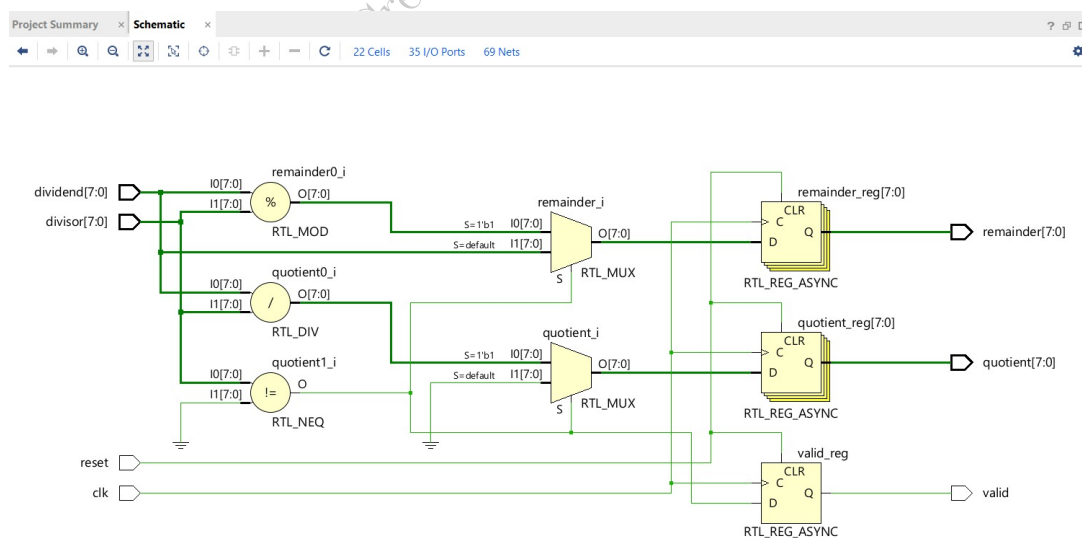 Project Summary × Schematic ×
22 Cells 35 I/O Ports 69 Nets
remainder0_i
dividend[7:0] I0[7:0] O[7:0] remainder_reg[7:0]
divisor[7:0] I1[7:0] % remainder_i CLR
RTL_MOD S=1'b1 I0[7:0] O[7:0] C Q remainder[7:0]
S=default I1[7:0] D
S RTL_MUX RTL_REG_ASYNC
quotient0_i
I0[7:0] O[7:0] quotient_reg[7:0]
I1[7:0] / quotient_i CLR
RTL_DIV S=1'b1 I0[7:0] O[7:0] C Q quotient[7:0]
quotient1_i S=default I1[7:0] D
I0[7:0] O S RTL_MUX
I1[7:0] != RTL_REG_ASYNC
RTL_NEQ
reset valid_reg
CLR
clk C Q valid
D
RTL_REG_ASYNC